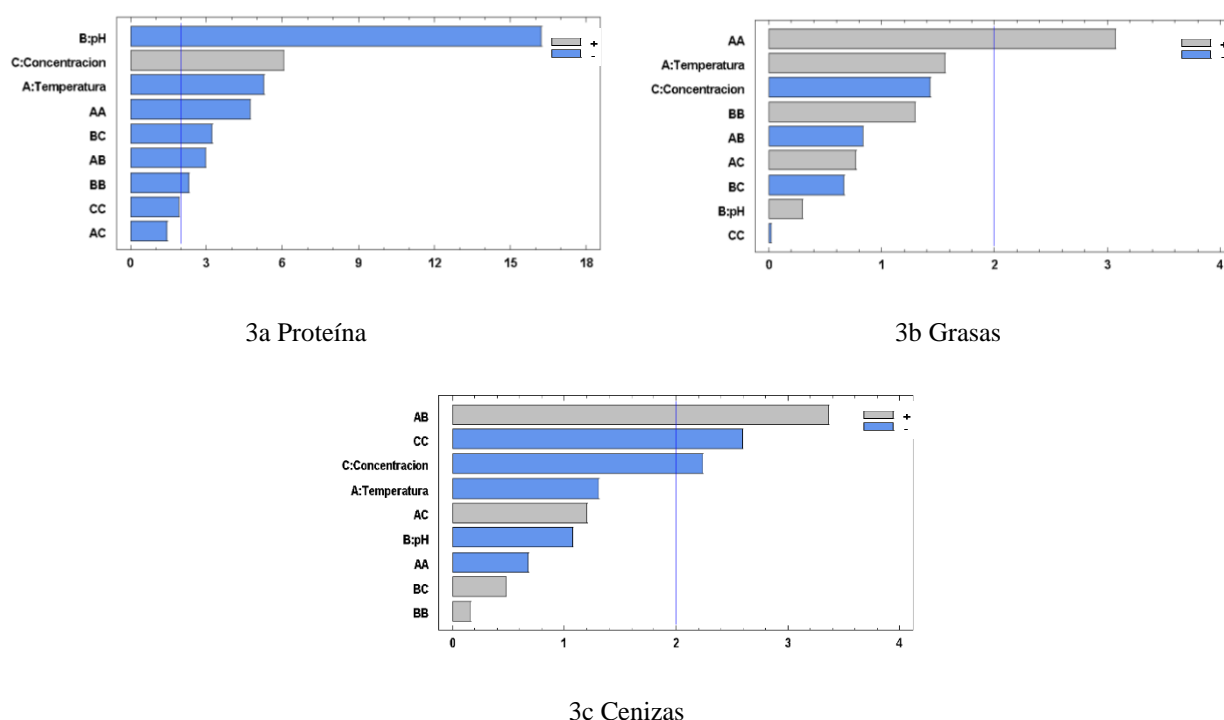 B:pH
C:Concentracion
A:Temperatura
AA
BC
AB
BB
CC
AC
+
-
0 3 6 9 12 15 18
3a Proteína
AA
A:Temperatura
C:Concentracion
BB
AB
AC
BC
B:pH
CC
+
-
0 1 2 3 4
3b Grasas
AB
CC
C:Concentracion
A:Temperatura
AC
B:pH
AA
BC
BB
+
-
0 1 2 3 4
3c Cenizas